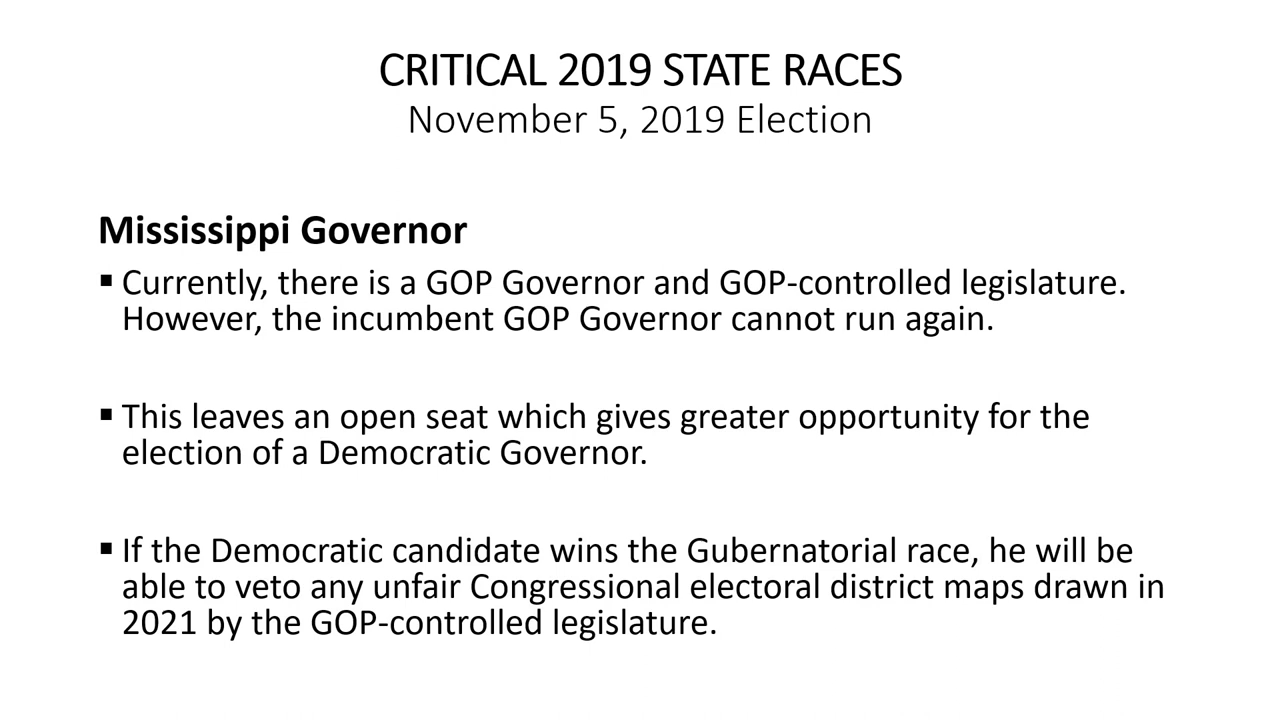 CRITICAL 2019 STATE RACES
November 5, 2019 Election
Mississippi Governor
▪ Currently, there is a GOP Governor and GOP-controlled legislature.
However, the incumbent GOP Governor cannot run again.
▪ This leaves an open seat which gives greater opportunity for the
election of a Democratic Governor.
▪ If the Democratic candidate wins the Gubernatorial race, he will be
able to veto any unfair Congressional electoral district maps drawn in
2021 by the GOP-controlled legislature.